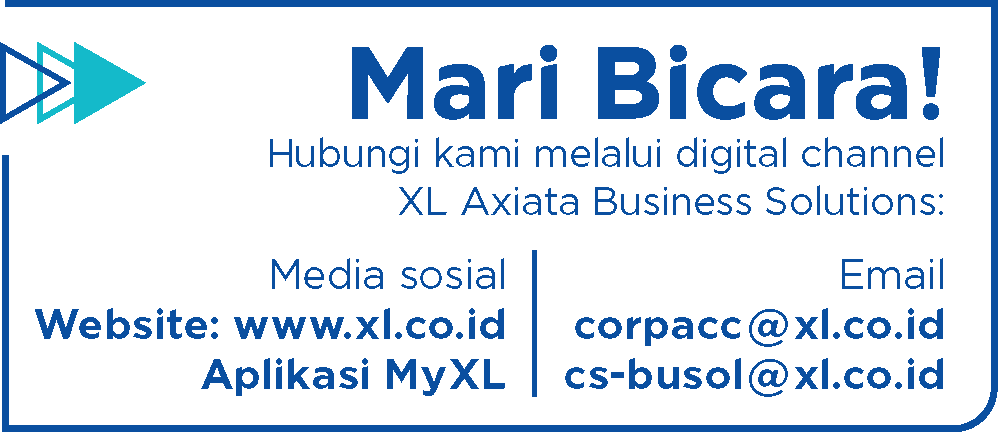 Mari Bicara!
Hubungi kami melalui digital channel
XL Axiata Business Solutions:
Media sosial
Website: www.xl.co.id
Aplikasi MyXL
Email
corpacc@xl.co.id
cs-busol@xl.co.id